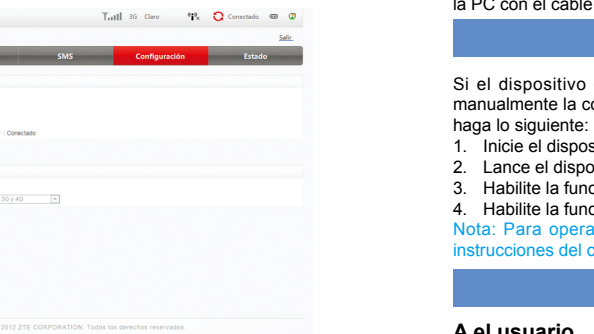 3G Claro Conectado
Salir
SMS Configuración Estado
: Conectado
3G y 4G
-2012 ZTE CORPORATION. Todos los derechos reservados.
la PC con el cable
Si el dispositivo
manualmente la co
haga lo siguiente:
1. Inicie el dispos
2. Lance el dispo
3. Habilite la func
4. Habilite la func
Nota: Para opera
instrucciones del c
A el usuario